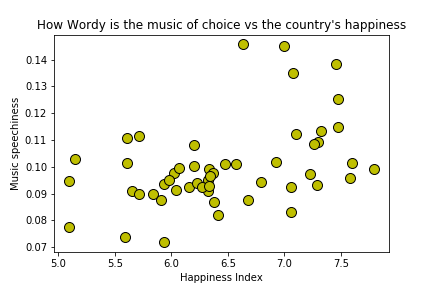 How Wordy is the music of choice vs the country's happiness
0.14
0.13
0.12
0.11
0.10
0.09
0.08
0.07
Music speechiness
5.0 5.5 6.0 6.5 7.0 7.5
Happiness Index